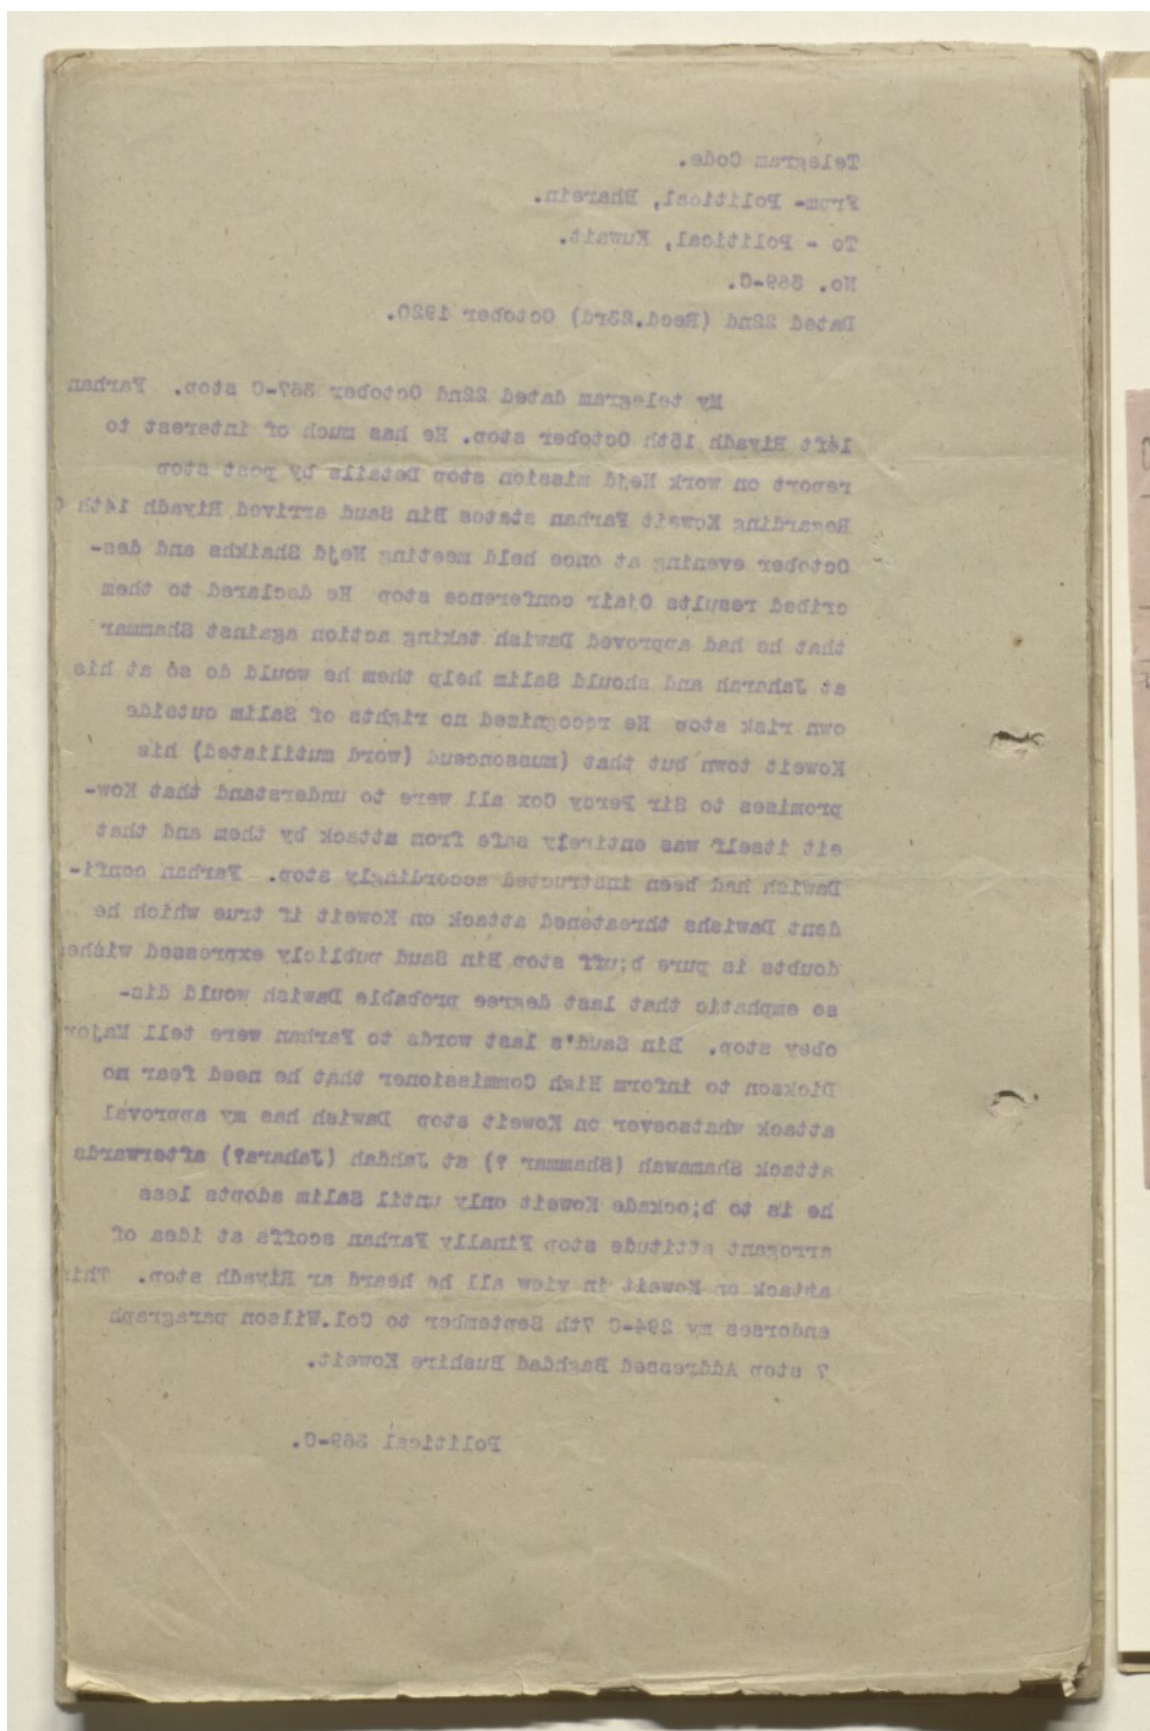 Telegram Code.
From- Political, Bharein.
To - Political, Kuwait.
No. 369-C.
Dated 22nd (Recd.23rd) October 1920.
My telegram dated 22nd October 367-C stop. Farhan
left Riyadh 15th October stop. He has much of interest to
report on work Nejd mission stop Details by post stop
Regarding Koweit Farhan states Bin Saud arrived Riyadh 14th O
October evening at once held meeting Nejd Shaikhs and des-
cribed results Ojair conference stop He declared to them
that he had approved Dawish taking action against Shammar
at Jaharah and should Salim help them he would do so at his
own risk stop He recognised no rights of Salim outside
Koweit town but that (mussoncsud (word mutiliated) his
promises to Sir Percy Cox all were to understand that Kow-
eit itself was entirely safe from attack by them and that
Dawish had been instructed accordingly stop. Farhan confi-
dent Dawishs threatened attack on Koweit if true which he
doubts is pure b;uff stop Bin Saud publicly expressed wishes
so emphatic that last degree probable Dawish would dis-
obey stop. Bin Saud's last words to Farhan were tell Major
Dickson to inform High Commissioner that he need fear no
attack whatsoever on Koweit stop Dawish has my approval
attack Shamawah (Shammar ?) at Jahdah (Jahara?) afterwards
he is to b;ockade Koweit only until Salim adopts less
arrogant attitude stop Finally Farhan scoffs at idea of
attack on Koweit in view all he heard ar Riyadh stop. This
endorses my 294-C 7th September to Col.Wilson paragraph
7 stop Addressed Baghdad Bushire Koweit.
Political 369-C.